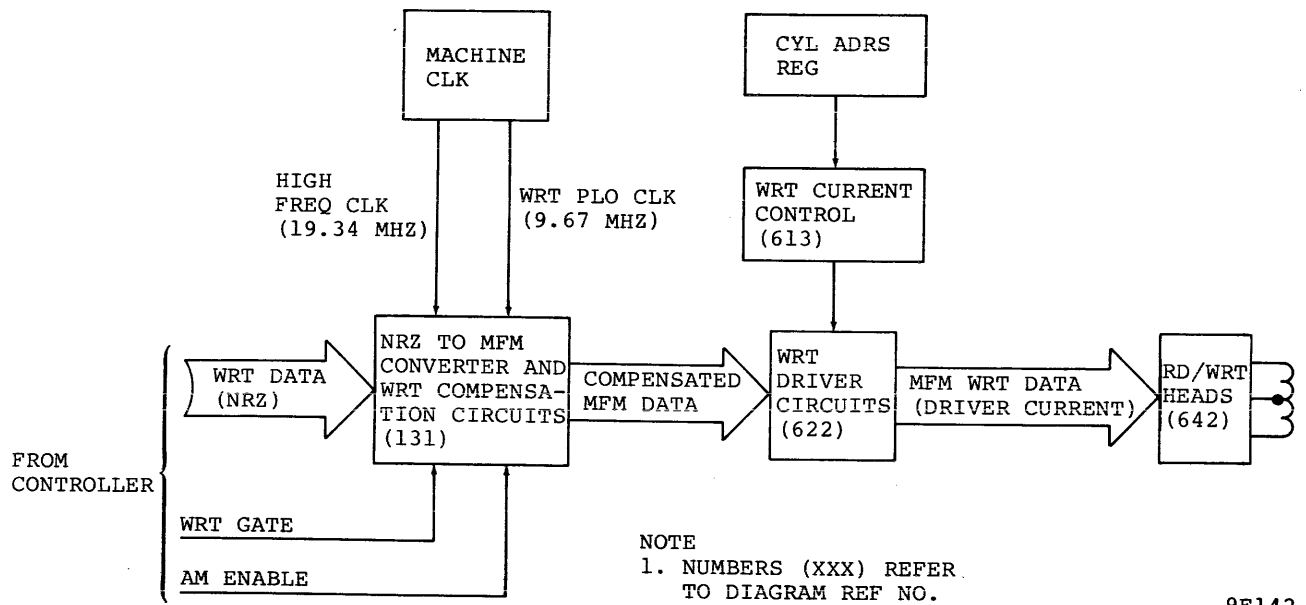 MACHINE
CLK
CYL ADRS
REG
HIGH
FREQ CLK
(19.34 MHZ)
WRT PLO CLK
(9.67 MHZ)
WRT CURRENT
CONTROL
(613)
WRT DATA
(NRZ)
NRZ TO MFM
CONVERTER AND
WRT COMPENSA-
TION CIRCUITS
(131)
COMPENSATED
MFM DATA
WRT
DRIVER
CIRCUITS
(622)
MFM WRT DATA
(DRIVER CURRENT)
RD/WRT
HEADS
(642)
FROM
CONTROLLER
WRT GATE
AM ENABLE
NOTE
1. NUMBERS (XXX) REFER
TO DIAGRAM REF NO.